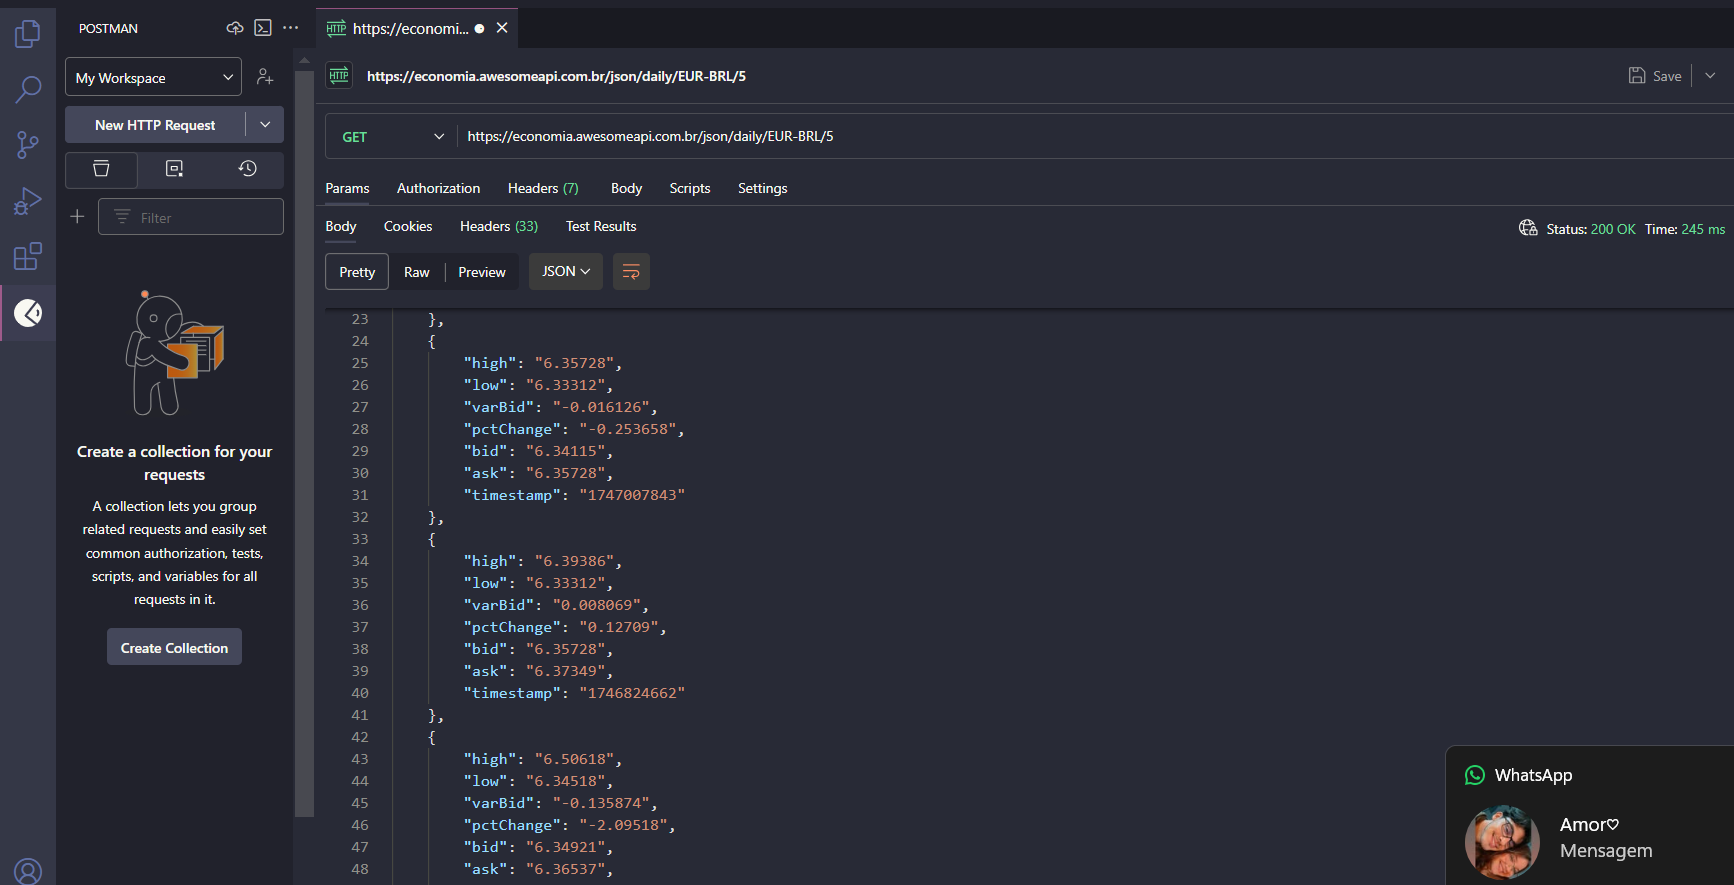 POSTMAN
My Workspace
New HTTP Request
Filter
Create a collection for your
requests
A collection lets you group
related requests and easily set
common authorization, tests,
scripts, and variables for all
requests in it.
Create Collection
HTTP https://economi...
HTTP https://economia.awesomeapi.com.br/json/daily/EUR-BRL/5
Save
GET https://economia.awesomeapi.com.br/json/daily/EUR-BRL/5
Params Authorization Headers (7) Body Scripts Settings
Body Cookies Headers (33) Test Results
Status: 200 OK Time: 245 ms
Pretty Raw Preview JSON
23 },
24 {
25 "high": "6.35728",
26 "low": "6.33312",
27 "varBid": "-0.016126",
28 "pctChange": "-0.253658",
29 "bid": "6.34115",
30 "ask": "6.35728",
31 "timestamp": "1747007843"
32 },
33 {
34 "high": "6.39386",
35 "low": "6.33312",
36 "varBid": "0.008069",
37 "pctChange": "0.12709",
38 "bid": "6.35728",
39 "ask": "6.37349",
40 "timestamp": "1746824662"
41 },
42 {
43 "high": "6.50618",
44 "low": "6.34518",
45 "varBid": "-0.135874",
46 "pctChange": "-2.09518",
47 "bid": "6.34921",
48 "ask": "6.36537",
WhatsApp
Amor♡
Mensagem